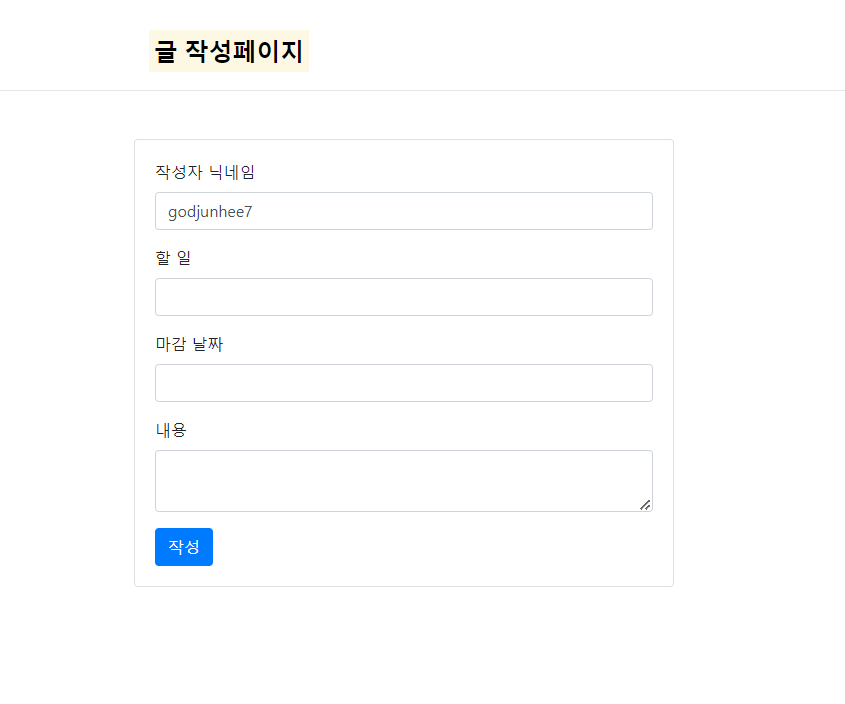 글 작성페이지
작성자 닉네임
godjunhee7
할 일
마감 날짜
내용
작성